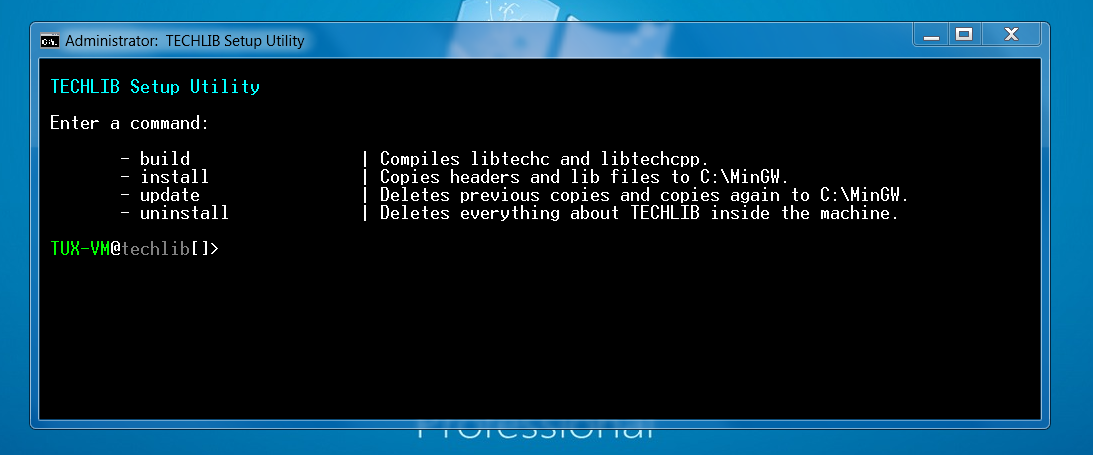 Administrator:  TECHLIB Setup Utility
TECHLIB Setup Utility
Enter a command:
- build | Compiles libtechc and libtechcpp.
- install | Copies headers and lib files to C:\MinGW.
- update | Deletes previous copies and copies again to C:\MinGW.
- uninstall | Deletes everything about TECHLIB inside the machine.
TUX-VM@techlib[]>
Professional